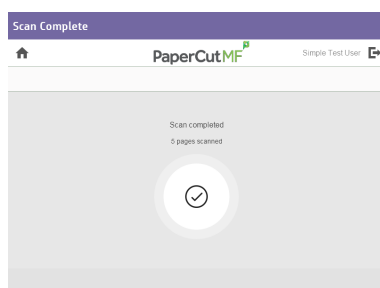 Scan Complete
PaperCutMF
Simple Test User
Scan completed
5 pages scanned